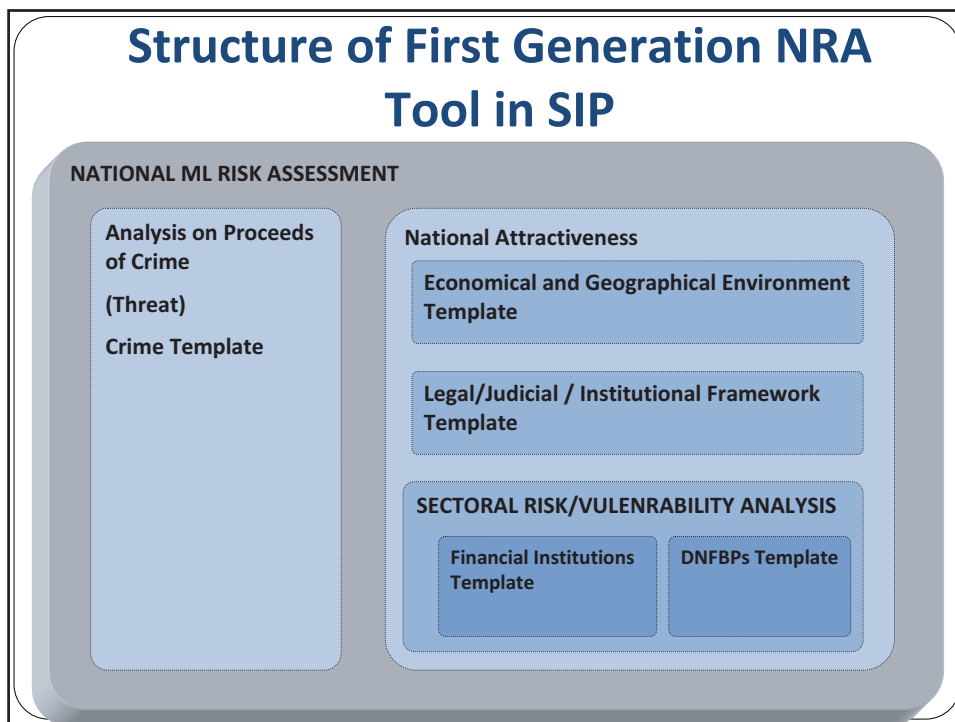 Structure of First Generation NRA
Tool in SIP
NATIONAL ML RISK ASSESSMENT
Analysis on Proceeds
of Crime
(Threat)
Crime Template
National Attractiveness
Economical and Geographical Environment
Template
Legal/Judicial / Institutional Framework
Template
SECTORAL RISK/VULENRABILITY ANALYSIS
Financial Institutions
Template
DNFBPs Template